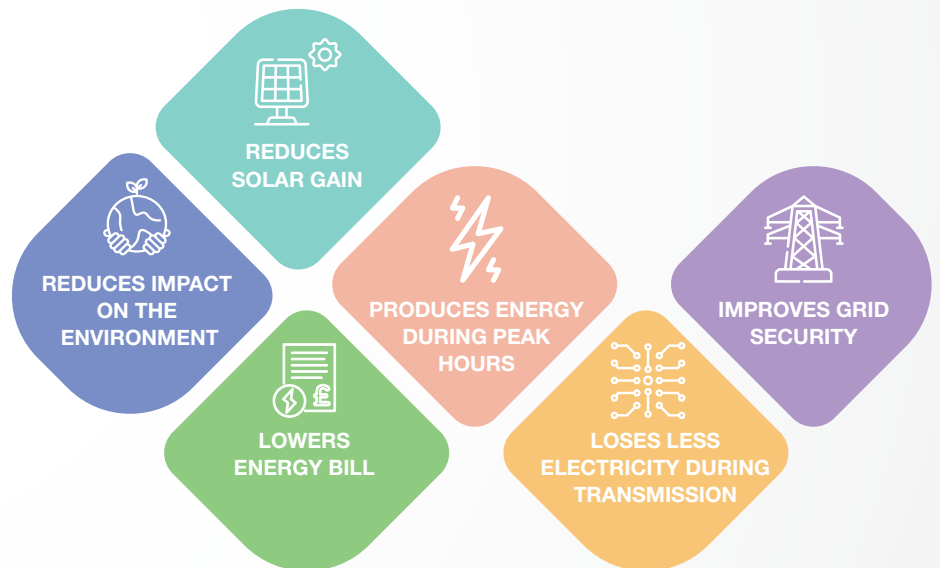 REDUCES
SOLAR GAIN
REDUCES IMPACT
ON THE
ENVIRONMENT
PRODUCES ENERGY
DURING PEAK
HOURS
IMPROVES GRID
SECURITY
£
LOWERS
ENERGY BILL
LOSES LESS
ELECTRICITY DURING
TRANSMISSION